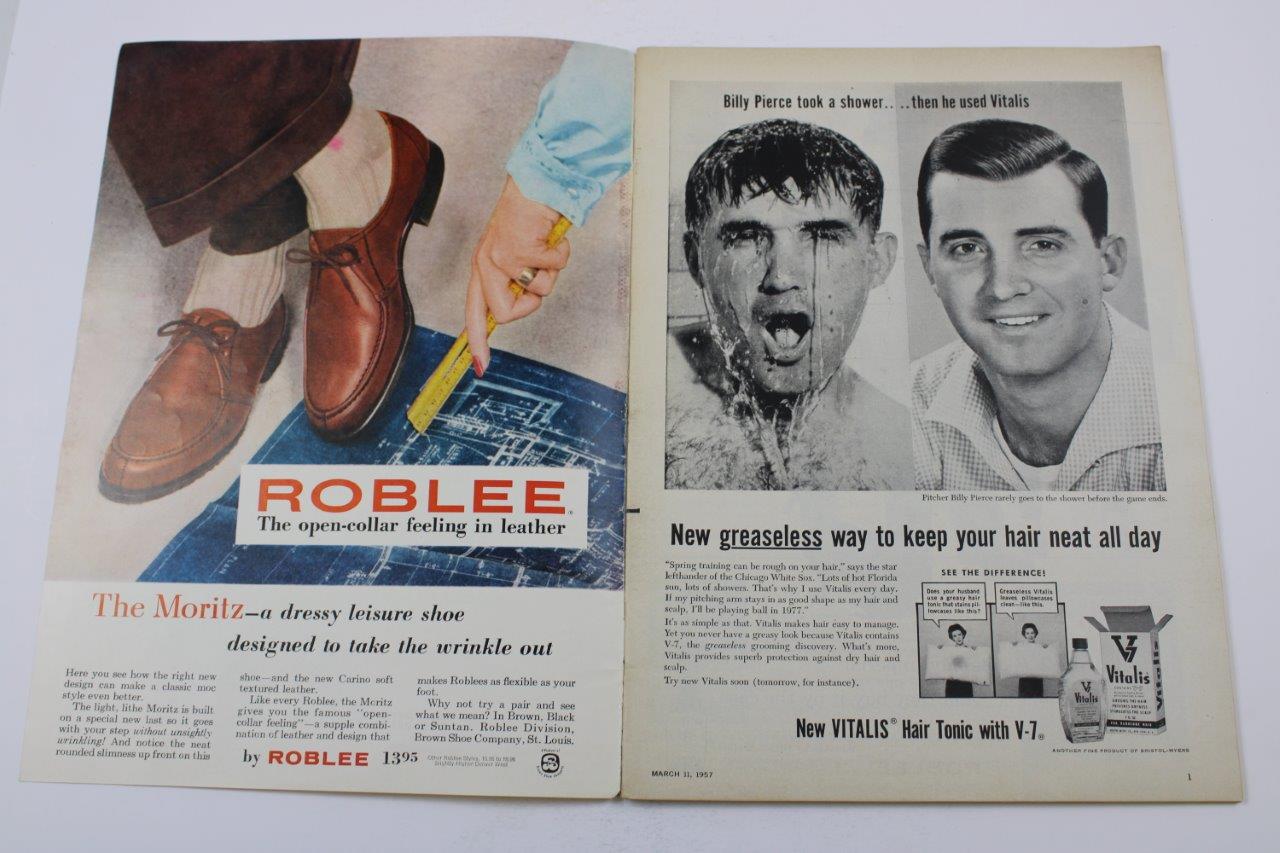 ROBLEE
The open-collar feeling in leather
The Moritz—a dressy leisure shoe
designed to take the wrinkle out
Here you see how the right new
design can make a classic moc
style even better.
The light, lithe Moritz is built
on a special new last so it goes
with your step without unsightly
wrinkling! And notice the neat
rounded slimness up front on this
shoe—and the new Carino soft
textured leather.
Like every Roblee, the Moritz
gives you the famous "open-
collar feeling"—a supple combi-
nation of leather and design that
makes Roblees as flexible as your
foot.
Why not try a pair and see
what we mean? In Brown, Black
or Suntan. Roblee Division,
Brown Shoe Company, St. Louis.
by ROBLEE 1395
Other Roblee Styles,
Slightly Higher Denver West
Billy Pierce took a shower.. ..then he used Vitalis
Pitcher Billy Pierce rarely goes to the shower before the game ends.
New greaseless way to keep your hair neat all day
"Spring training can be rough on your hair," says the star
lefthander of the Chicago White Sox. "Lots of hot Florida
sun, lots of showers. That's why I use Vitalis every day.
If my pitching arm stays in as good shape as my hair and
scalp, I'll be playing ball in 1977."
It's as simple as that. Vitalis makes hair easy to manage.
Yet you never have a greasy look because Vitalis contains
V-7, the greaseless grooming discovery. What's more,
Vitalis provides superb protection against dry hair and
scalp.
Try new Vitalis soon (tomorrow, for instance).
SEE THE DIFFERENCE!
Does your husband
use a greasy hair
tonic that stains pil-
lowcases like this?
Greaseless Vitalis
leaves pillowcases
clean—like this.
V7
Vitalis
V7
Vitalis
Vitalis
New VITALIS® Hair Tonic with V-7®
ANOTHER FINE PRODUCT OF BRISTOL-MYERS
MARCH 11, 1957
1